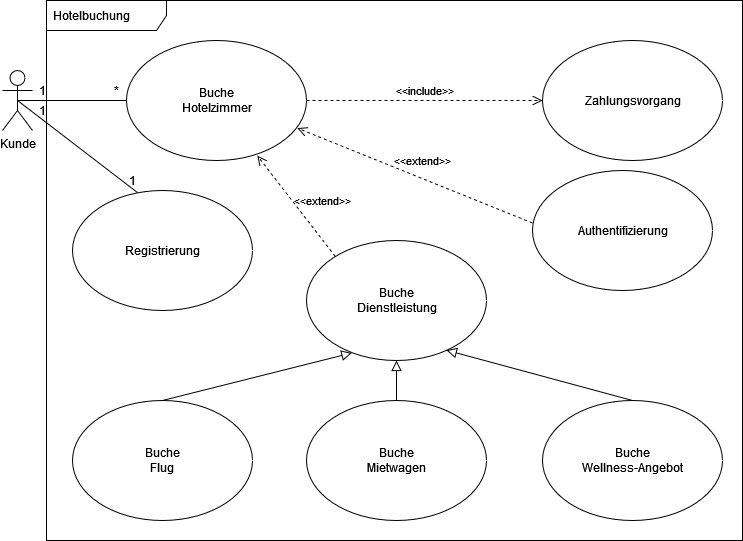 Hotelbuchung
Buche
Hotelzimmer
<<include>>
Zahlungsvorgang
1
*
1
Kunde
<<extend>>
1
<<extend>>
Registrierung
Authentifizierung
Buche
Dienstleistung
Buche
Flug
Buche
Mietwagen
Buche
Wellness-Angebot